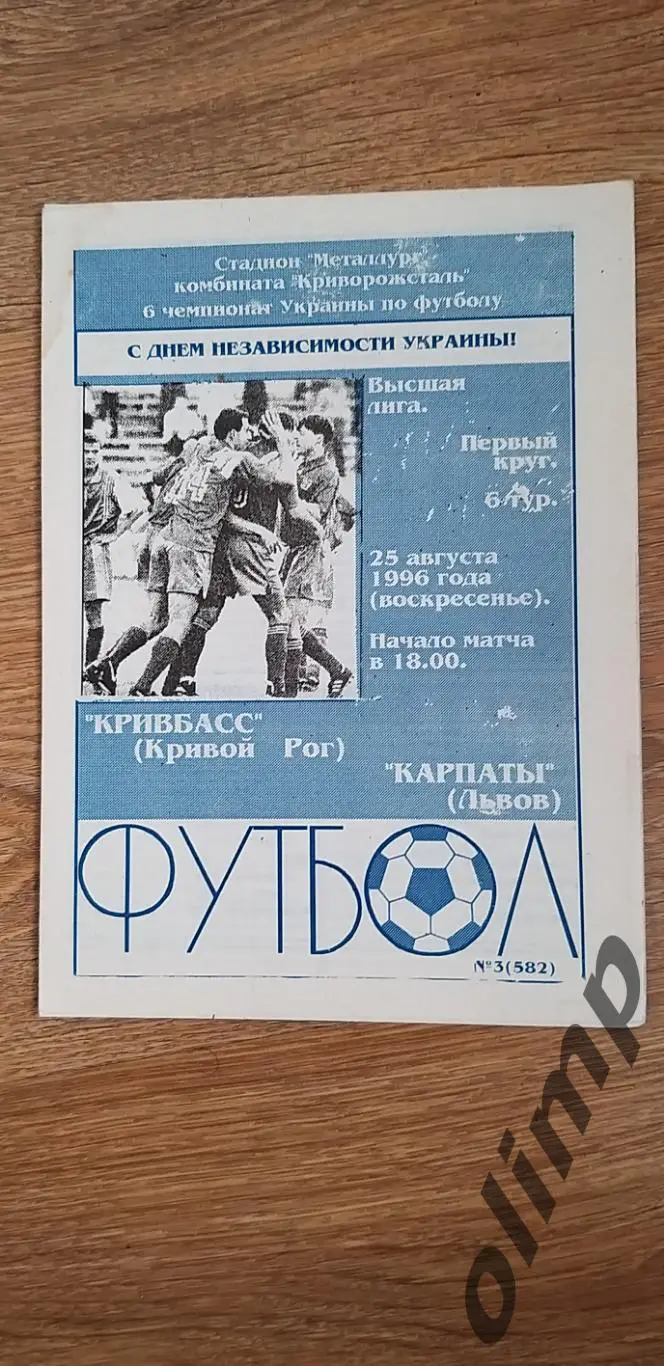 Стадион "Металлург"
комбината "Криворожсталь"
6 чемпионат Украины по футболу
С ДНЕМ НЕЗАВИСИМОСТИ УКРАИНЫ!
Высшая
лига.
Первый
круг.
6 тур.
25 августа
1996 года
(воскресенье).
Начало матча
в 18.00.
"КРИВБАСС"
(Кривой Рог)
"КАРПАТЫ"
(Львов)
ФУТБОЛ
№3(582)
olimp